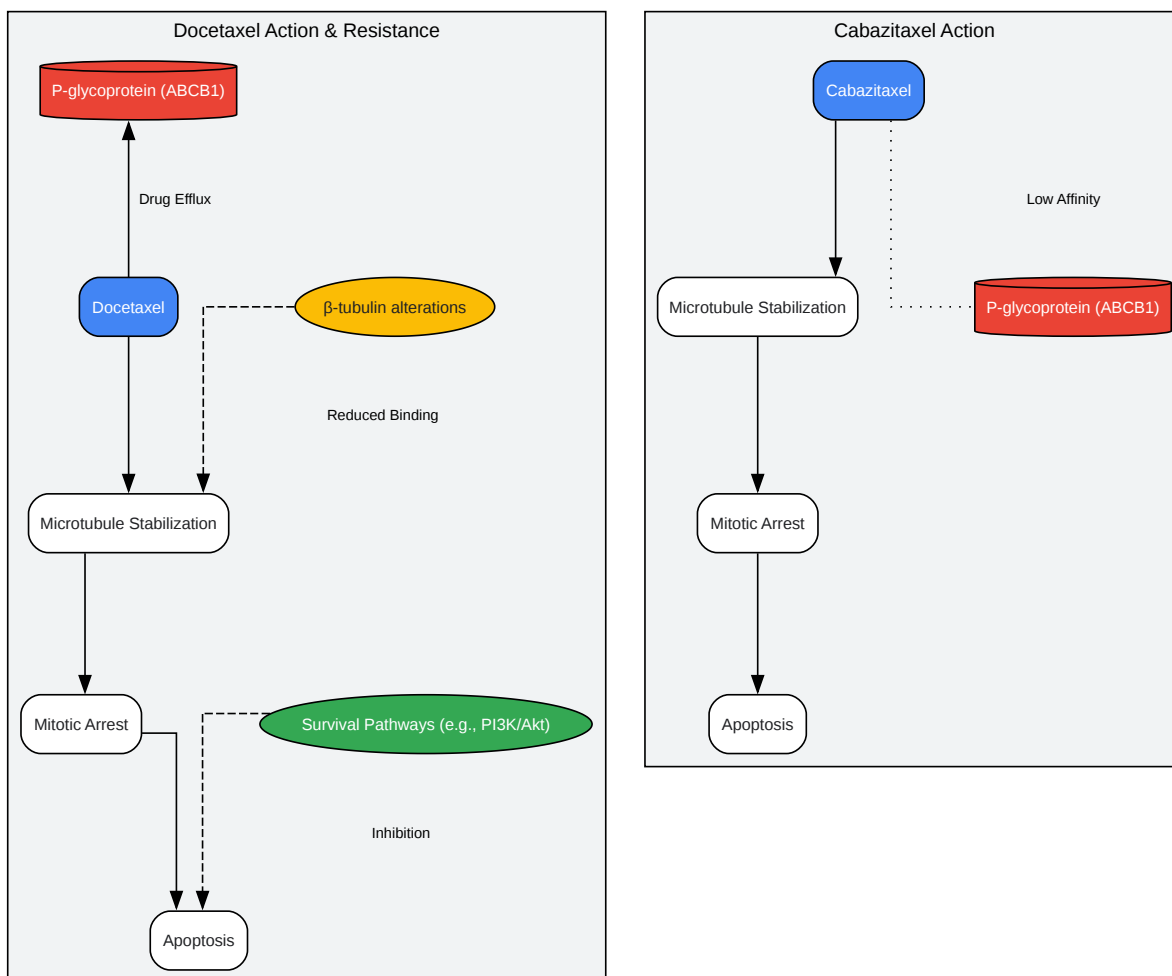 Docetaxel Action & Resistance
P-glycoprotein (ABCB1)
Drug Efflux
Docetaxel
β-tubulin alterations
Reduced Binding
Microtubule Stabilization
Mitotic Arrest
Survival Pathways (e.g., PI3K/Akt)
Inhibition
Apoptosis
Cabazitaxel Action
Cabazitaxel
Low Affinity
Microtubule Stabilization
P-glycoprotein (ABCB1)
Mitotic Arrest
Apoptosis